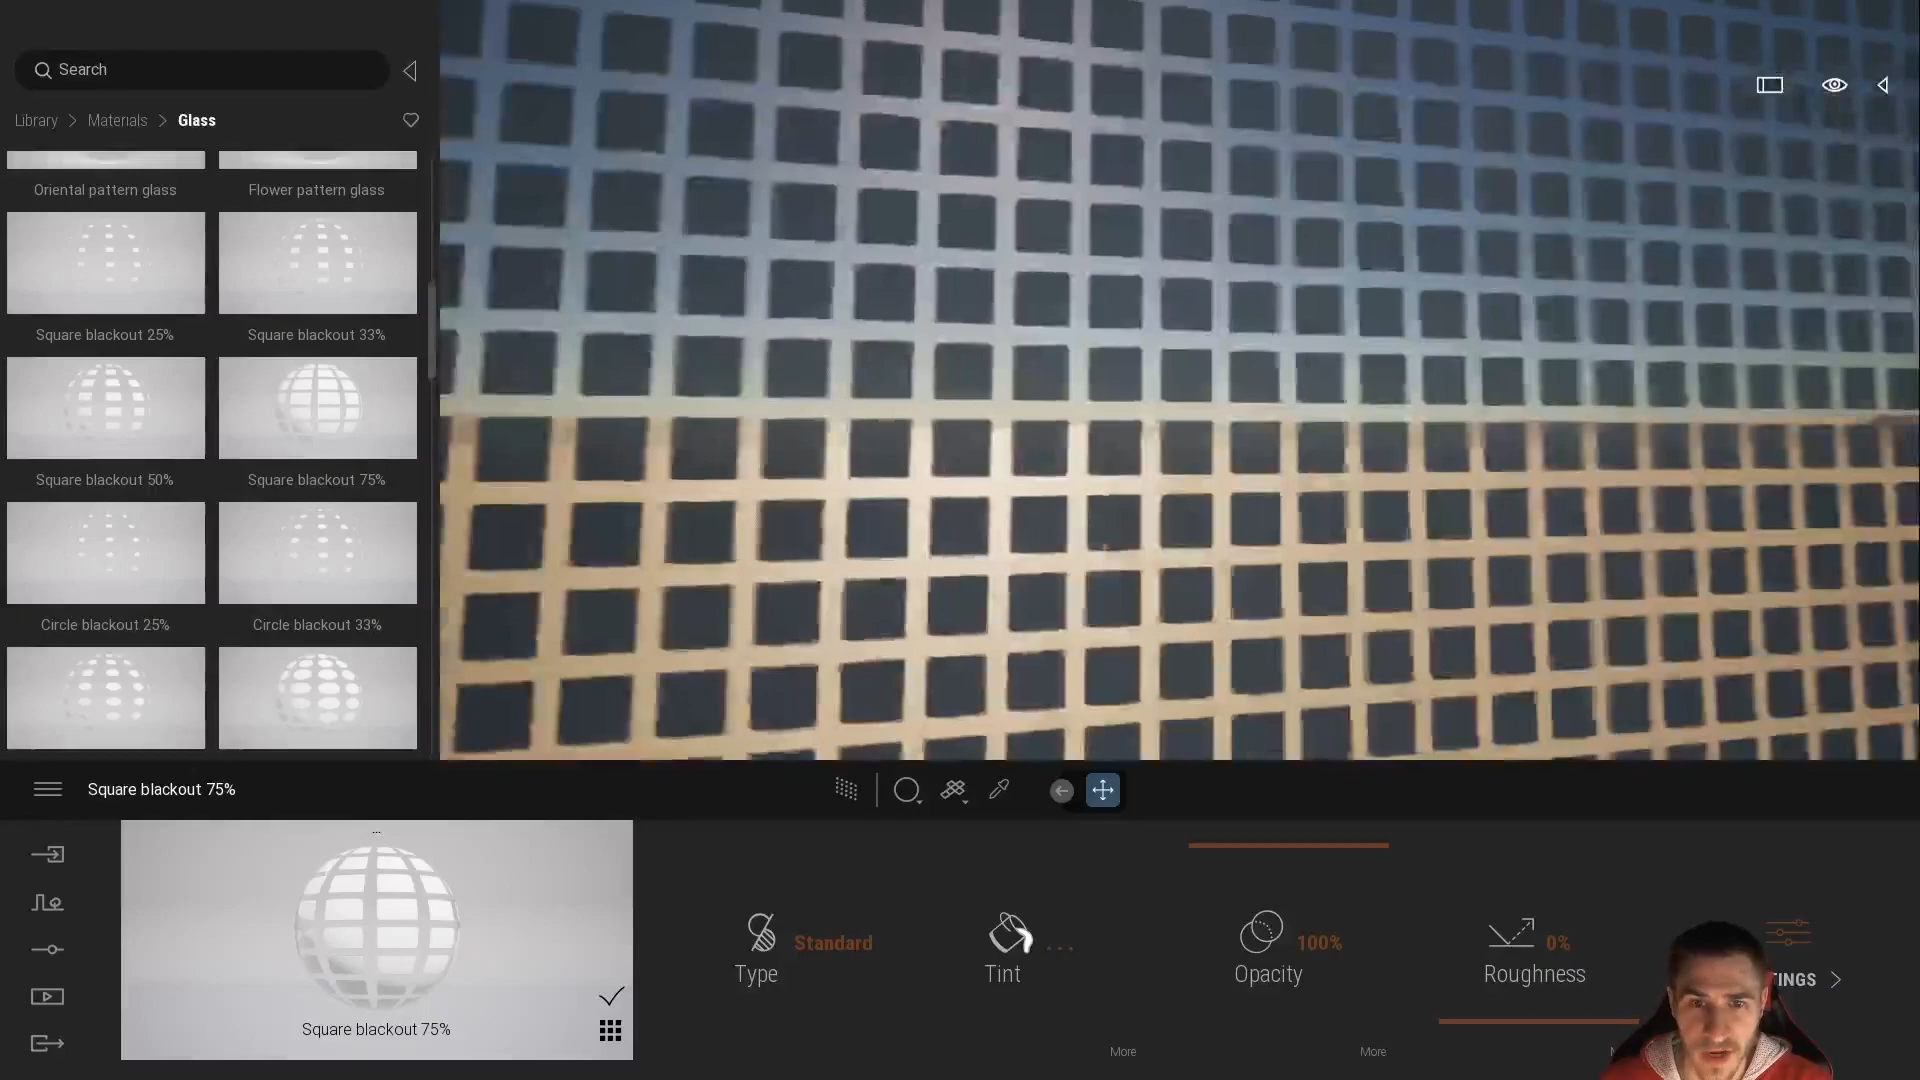 Search
Library > Materials > Glass
Oriental pattern glass
Flower pattern glass
Square blackout 25%
Square blackout 33%
Square blackout 50%
Square blackout 75%
Circle blackout 25%
Circle blackout 33%
Square blackout 75%
...
Square blackout 75%
Standard
Type
...
Tint
100%
Opacity
0%
Roughness
TINGS >
More
More